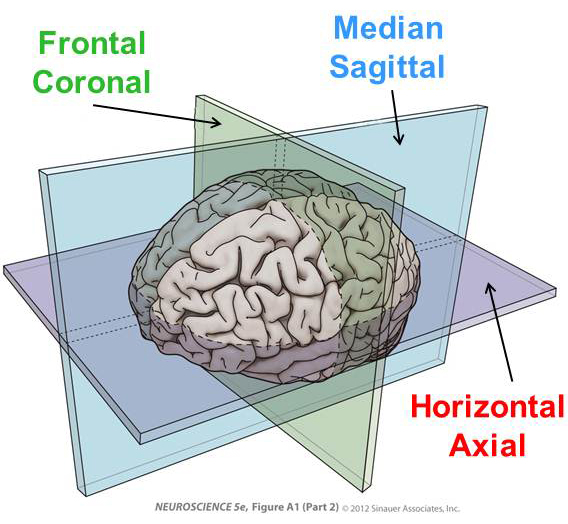 Frontal
Coronal
Median
Sagittal
Horizontal
Axial
NEUROSCIENCE 5e, Figure A1 (Part 2) © 2012 Sinauer Associates, Inc.